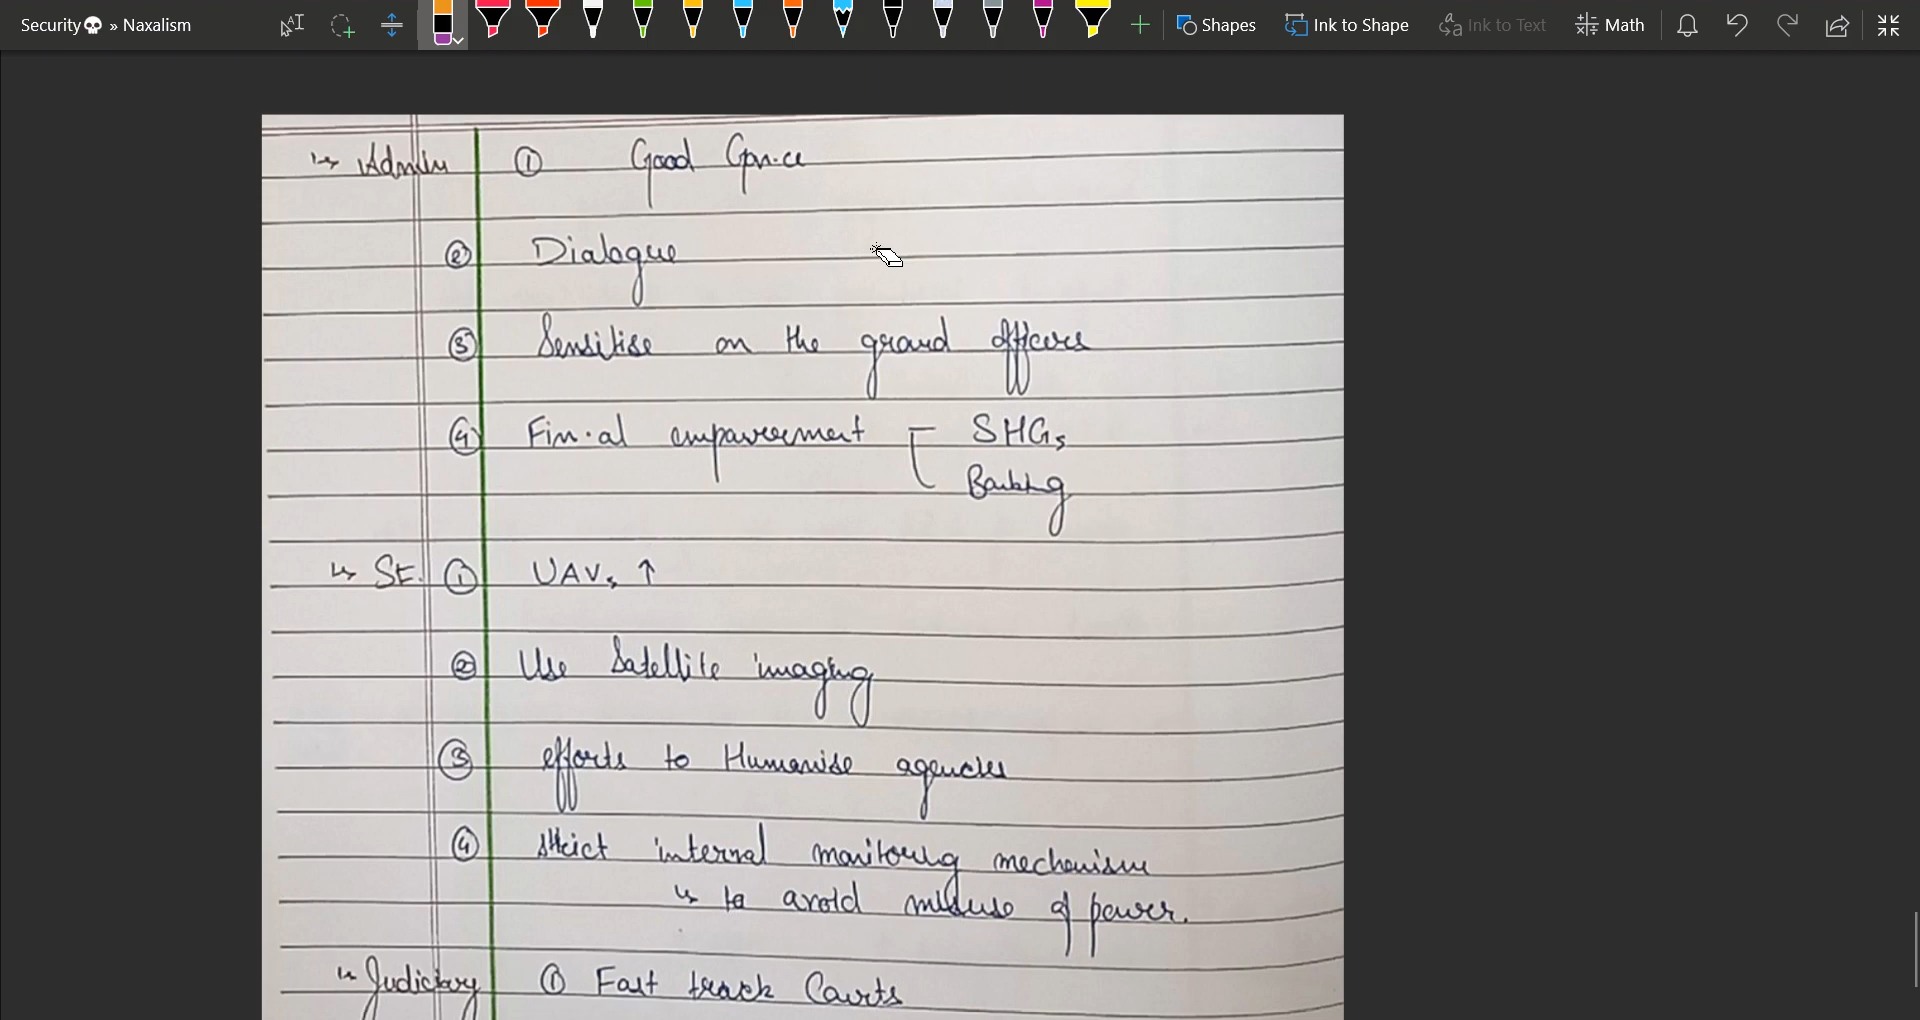 Security💀 » Naxalism
Shapes
Ink to Shape
Ink to Text
Math
↳ Admin ① Good Gpn.ce
② Dialogue
③ Sensitise on the ground officers
④ Fin.al empowerment SHGs
Banking
↳ SF. ① UAVs ↑
② Use Satellite imaging
③ efforts to Humanise agencies
④ strict internal monitoring mechanism
↳ to avoid misuse of power.
↳ Judiciary ① Fast track Courts